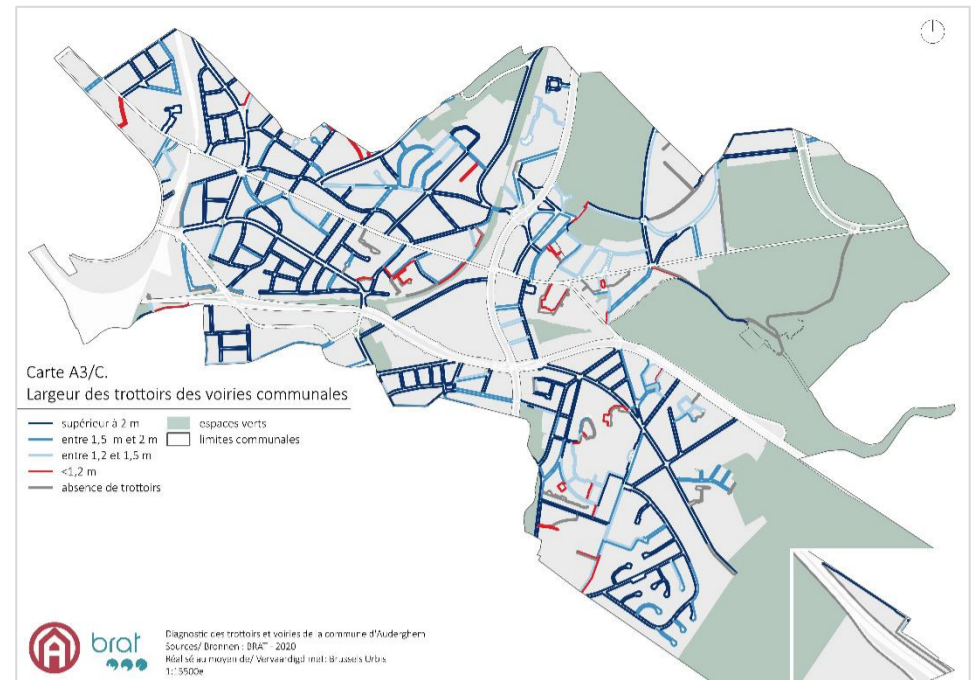 Carte A3/C.
Largeur des trottoirs des voiries communales
supérieur à 2 m
entre 1,5 m et 2 m
entre 1,2 et 1,5 m
<1,2 m
absence de trottoirs
espaces verts
limites communales
brat
Diagnostic des trottoirs et voiries de la commune d'Auderghem
Sources/ Bronnen : BRAT - 2020
Réalisé au moyen de/ Vervaardigd met: Brussels Urbis
1:15500e